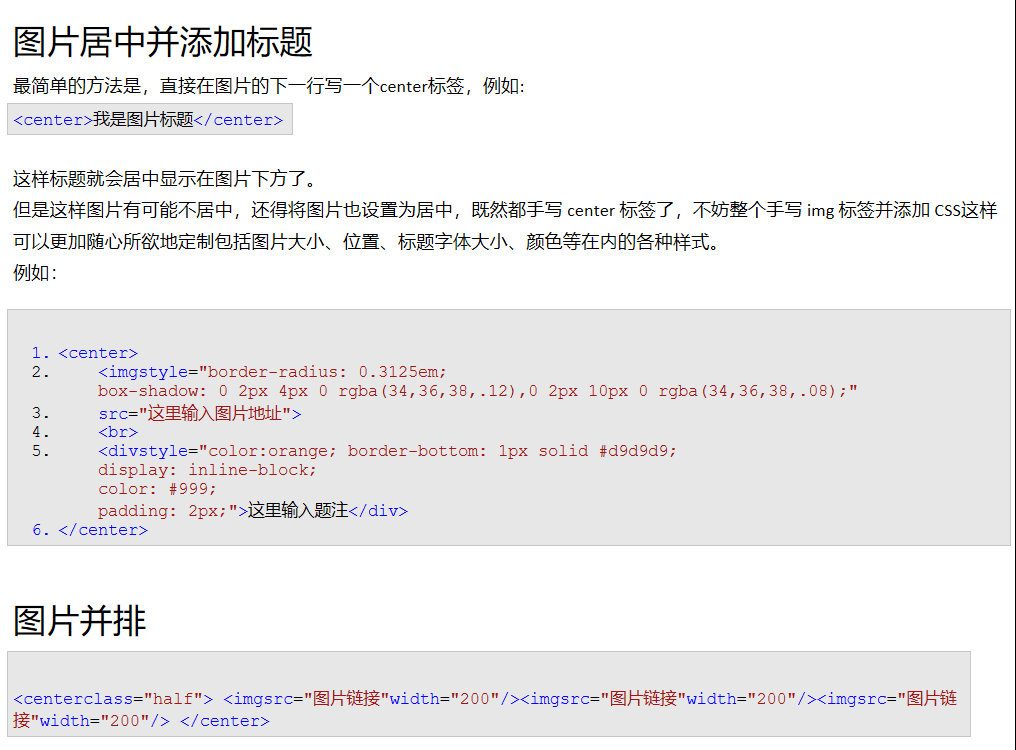 图片居中并添加标题
最简单的方法是，直接在图片的下一行写一个center标签，例如:
<center>我是图片标题</center>
这样标题就会居中显示在图片下方了。
但是这样图片有可能不居中，还得将图片也设置为居中，既然都手写 center 标签了，不妨整个手写 img 标签并添加 CSS这样
可以更加随心所欲地定制包括图片大小、位置、标题字体大小、颜色等在内的各种样式。
例如：
1. <center>
2. <imgstyle="border-radius: 0.3125em;
box-shadow: 0 2px 4px 0 rgba(34,36,38,.12),0 2px 10px 0 rgba(34,36,38,.08);"
3. src="这里输入图片地址">
4. <br>
5. <divstyle="color:orange; border-bottom: 1px solid #d9d9d9;
display: inline-block;
color: #999;
padding: 2px;">这里输入题注</div>
6. </center>
图片并排
<centerclass="half"> <imgsrc="图片链接"width="200"/><imgsrc="图片链接"width="200"/><imgsrc="图片链
接"width="200"/> </center>